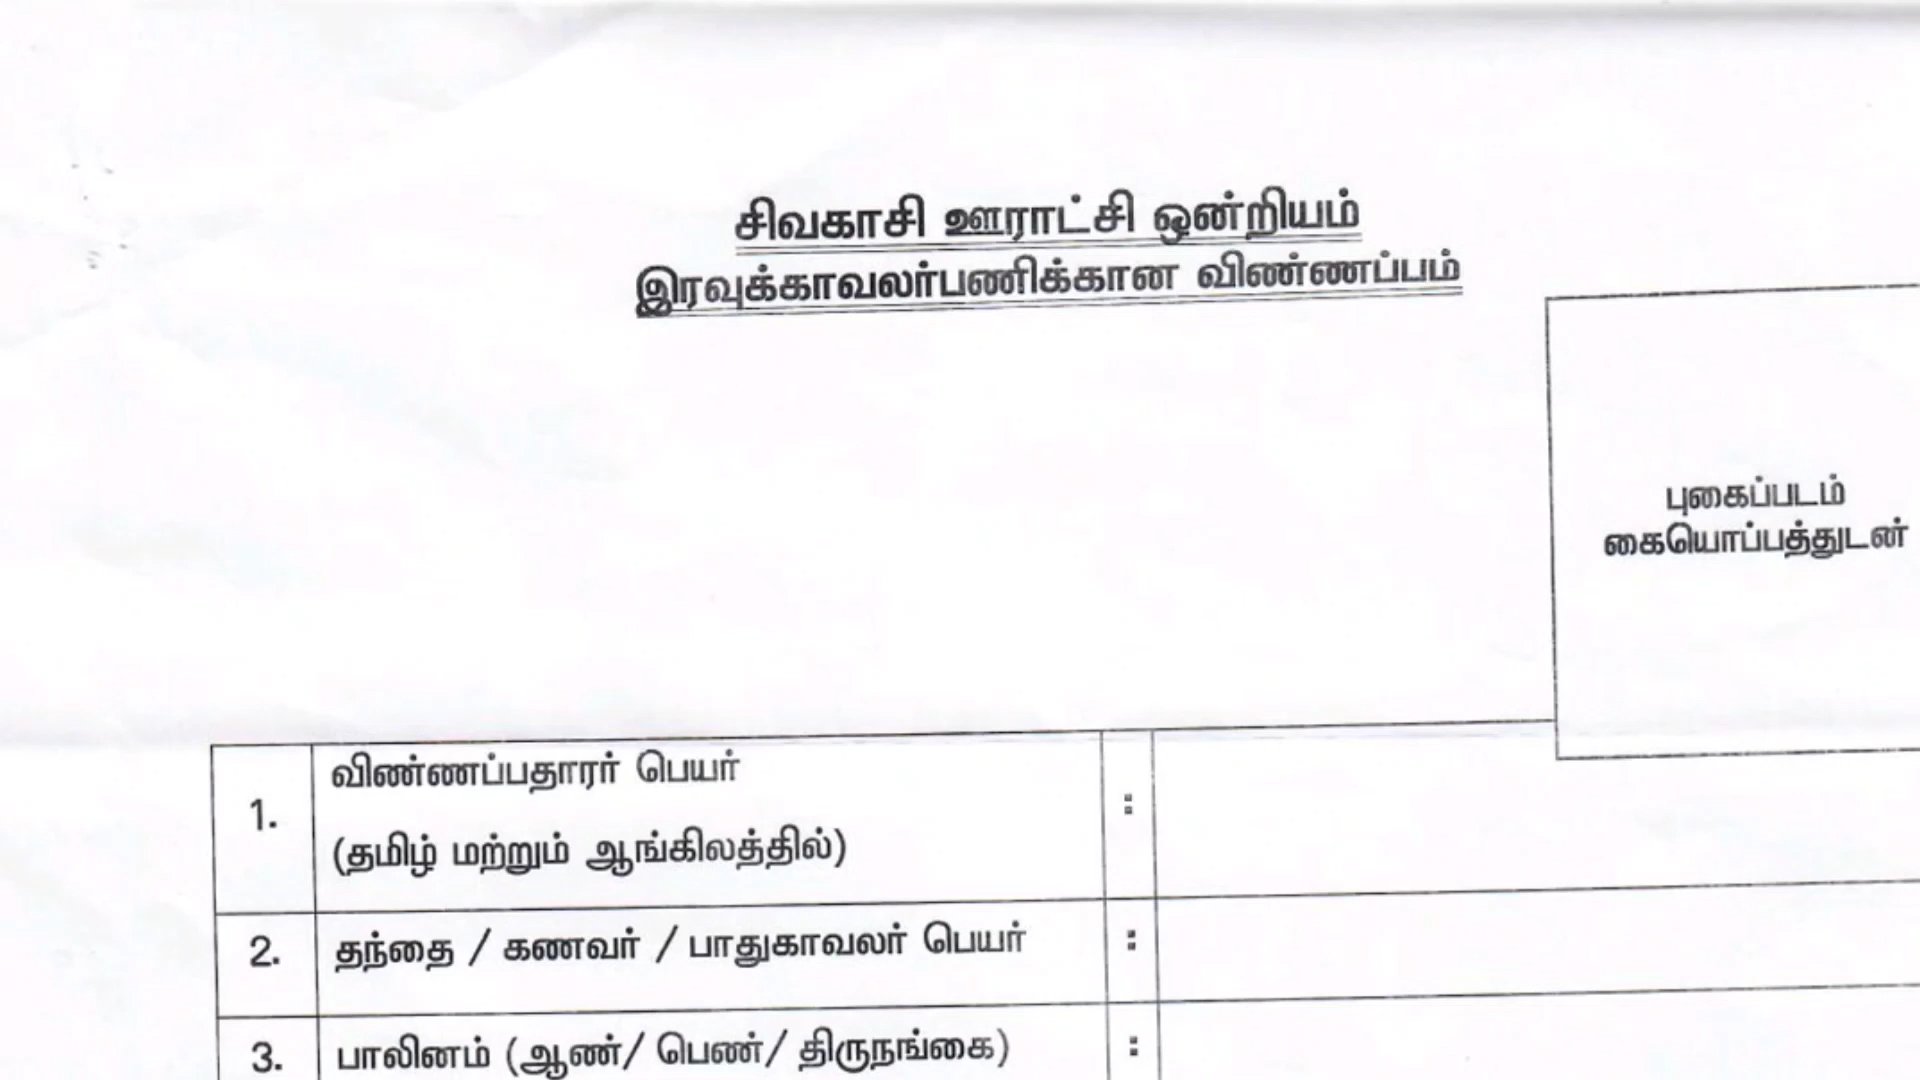 சிவகாசி ஊராட்சி ஒன்றியம்
இரவுக்காவலர்பணிக்கான விண்ணப்பம்
புகைப்படம்
கையொப்பத்துடன்
1. விண்ணப்பதாரர் பெயர் :
(தமிழ் மற்றும் ஆங்கிலத்தில்)
2. தந்தை / கணவர் / பாதுகாவலர் பெயர் :
3. பாலினம் (ஆண்/ பெண்/ திருநங்கை) :